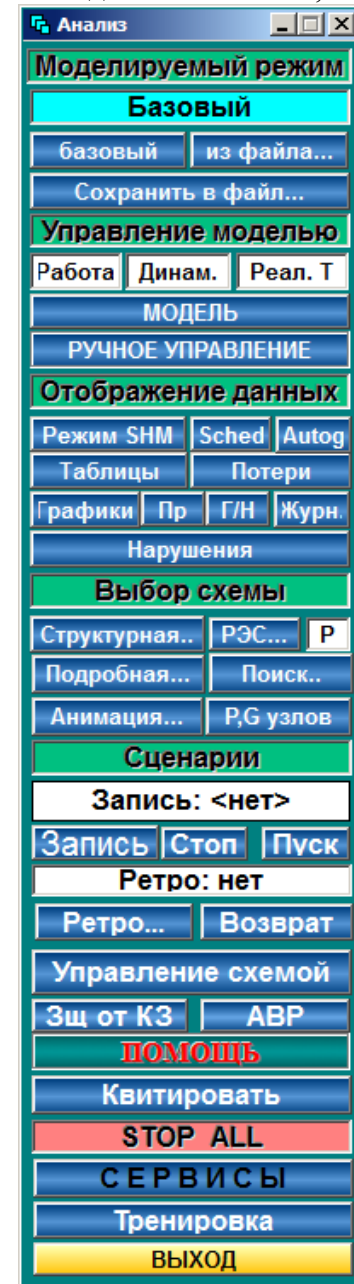 Анализ
Моделируемый режим
Базовый
базовый из файла...
Сохранить в файл...
Управление моделью
Работа Динам. Реал. Т
МОДЕЛЬ
РУЧНОЕ УПРАВЛЕНИЕ
Отображение данных
Режим SHM Sched Autog
Таблицы Потери
Графики Пр Г/Н Журн.
Нарушения
Выбор схемы
Структурная.. РЭС... Р
Подробная... Поиск..
Анимация... P,G узлов
Сценарии
Запись: <нет>
Запись Стоп Пуск
Ретро: нет
Ретро... Возврат
Управление схемой
Зщ от КЗ АВР
ПОМОЩЬ
Квитировать
STOP ALL
С Е Р В И С Ы
Тренировка
ВЫХОД